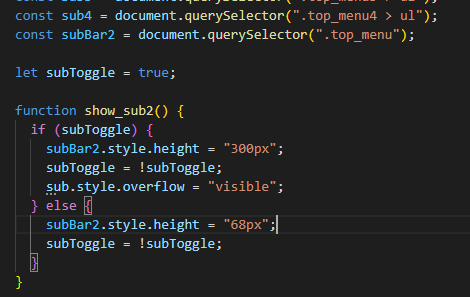 const sub4 = document.querySelector(".top_menu4 > ul");
const subBar2 = document.querySelector(".top_menu");
let subToggle = true;
function show_sub2() {
if (subToggle) {
subBar2.style.height = "300px";
subToggle = !subToggle;
sub.style.overflow = "visible";
} else {
subBar2.style.height = "68px";
subToggle = !subToggle;
}
}